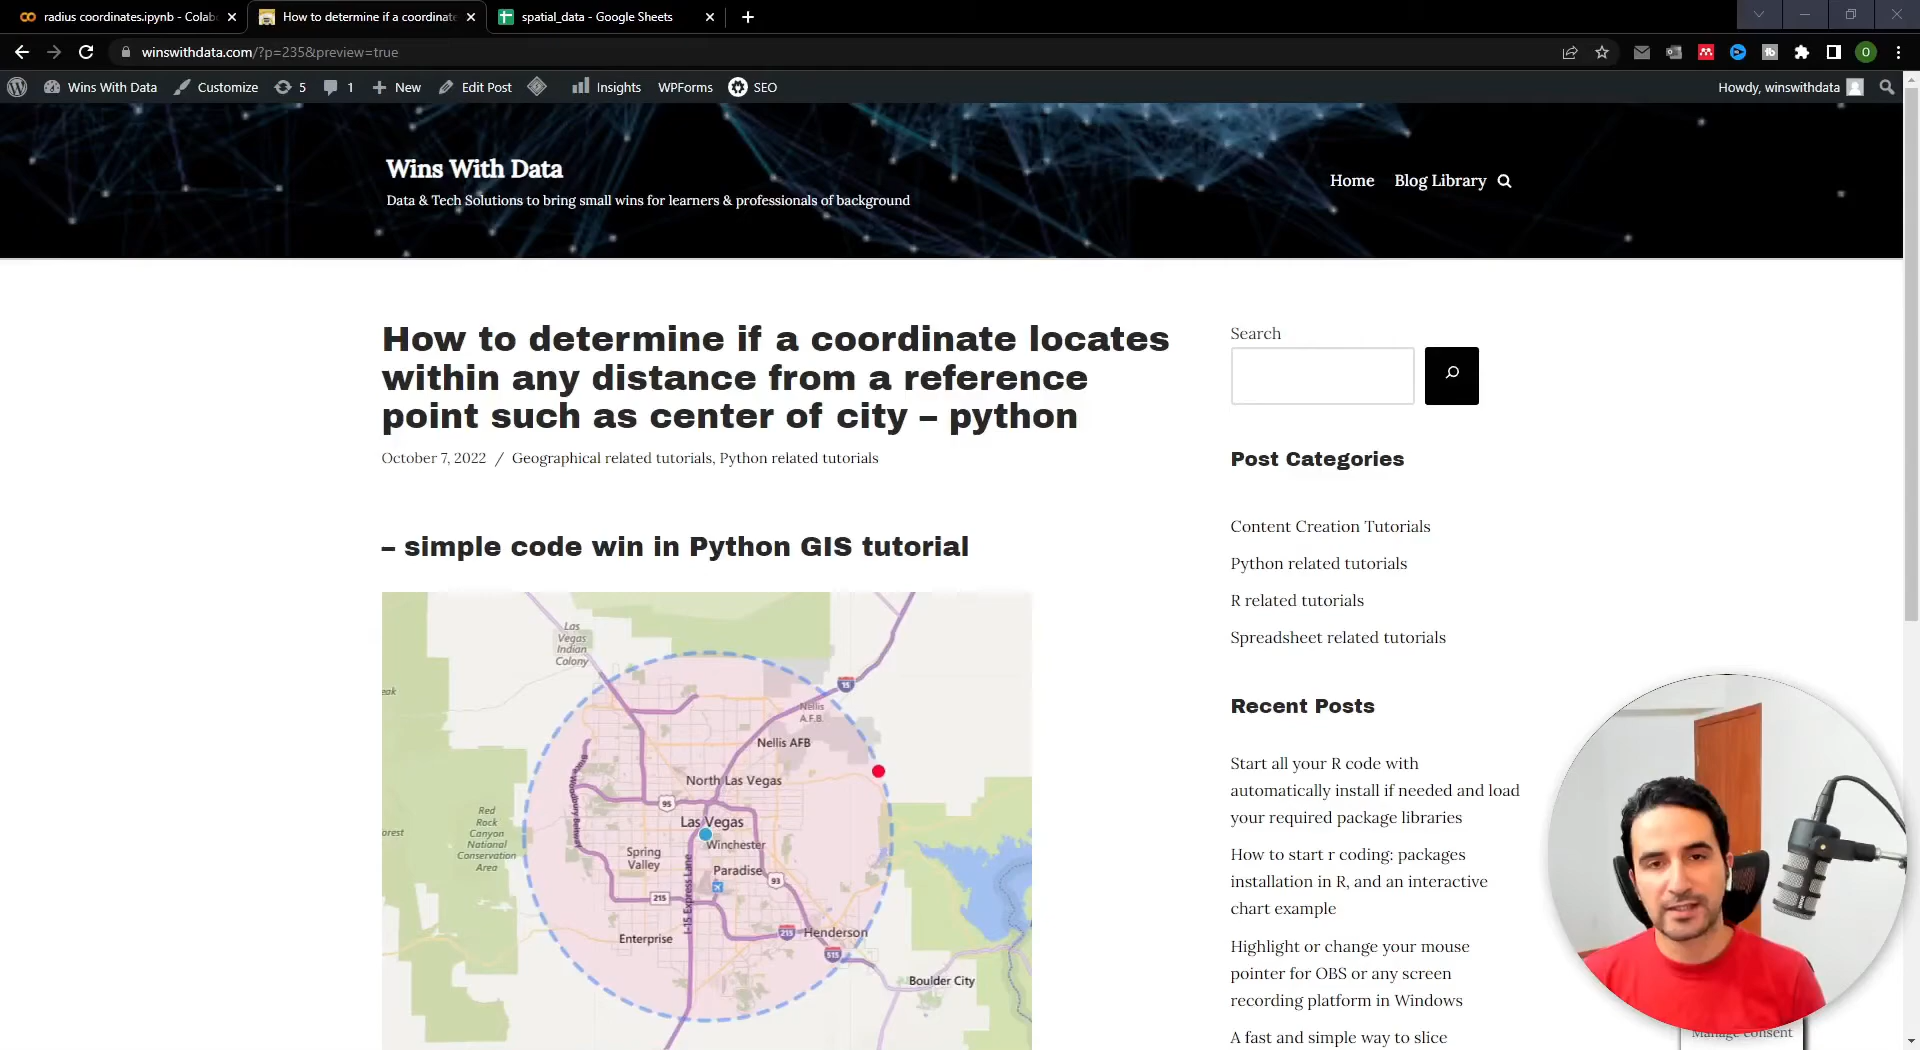 radius coordinates.ipynb - Colab
How to determine if a coordinate
spatial_data - Google Sheets
winswithdata.com/?p=235&preview=true
O
Wins With Data
Customize
5
1
New
Edit Post
Insights
WPForms
SEO
Howdy, winswithdata
Wins With Data
Data & Tech Solutions to bring small wins for learners & professionals of background
Home
Blog Library
How to determine if a coordinate locates
within any distance from a reference
point such as center of city – python
October 7, 2022 / Geographical related tutorials, Python related tutorials
– simple code win in Python GIS tutorial
Las
Vegas
Indian
Colony
15
Nellis
A.F.B.
eak
Nellis AFB
North Las Vegas
95
Bruce Woodbury Beltway
Las Vegas
Winchester
Red
Rock
Canyon
National
Conservation
Area
orest
Spring
Valley
Paradise
93
215
I-15 Express Lane
Enterprise
215
Henderson
515
Boulder City
Search
Post Categories
Content Creation Tutorials
Python related tutorials
R related tutorials
Spreadsheet related tutorials
Recent Posts
Start all your R code with
automatically install if needed and load
your required package libraries
How to start r coding: packages
installation in R, and an interactive
chart example
Highlight or change your mouse
pointer for OBS or any screen
recording platform in Windows
A fast and simple way to slice
Manage consent